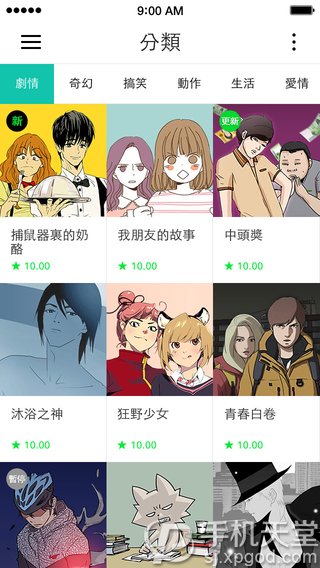 9:00 AM
分類
劇情 奇幻 搞笑 動作 生活 愛情
新
更新
捕鼠器裏的奶酪
我朋友的故事
中頭獎
★ 10.00
★ 10.00
★ 10.00
沐浴之神
狂野少女
青春白卷
★ 10.00
★ 10.00
★ 10.00
暫停
手机天堂
sj.xpgod.com